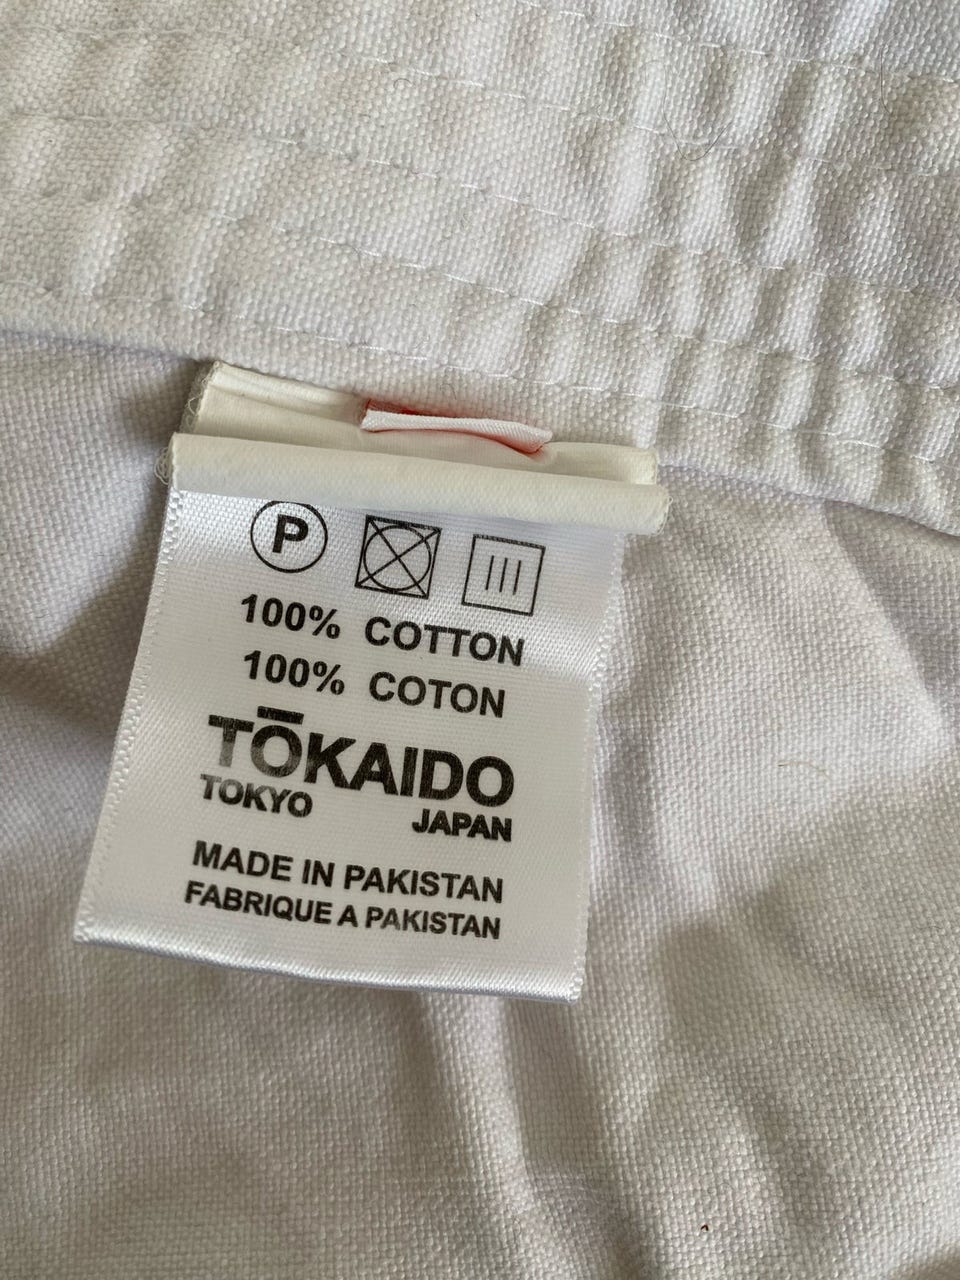 P
100% COTTON
100% COTON
TŌKAIDO
TOKYO JAPAN
MADE IN PAKISTAN
FABRIQUE A PAKISTAN